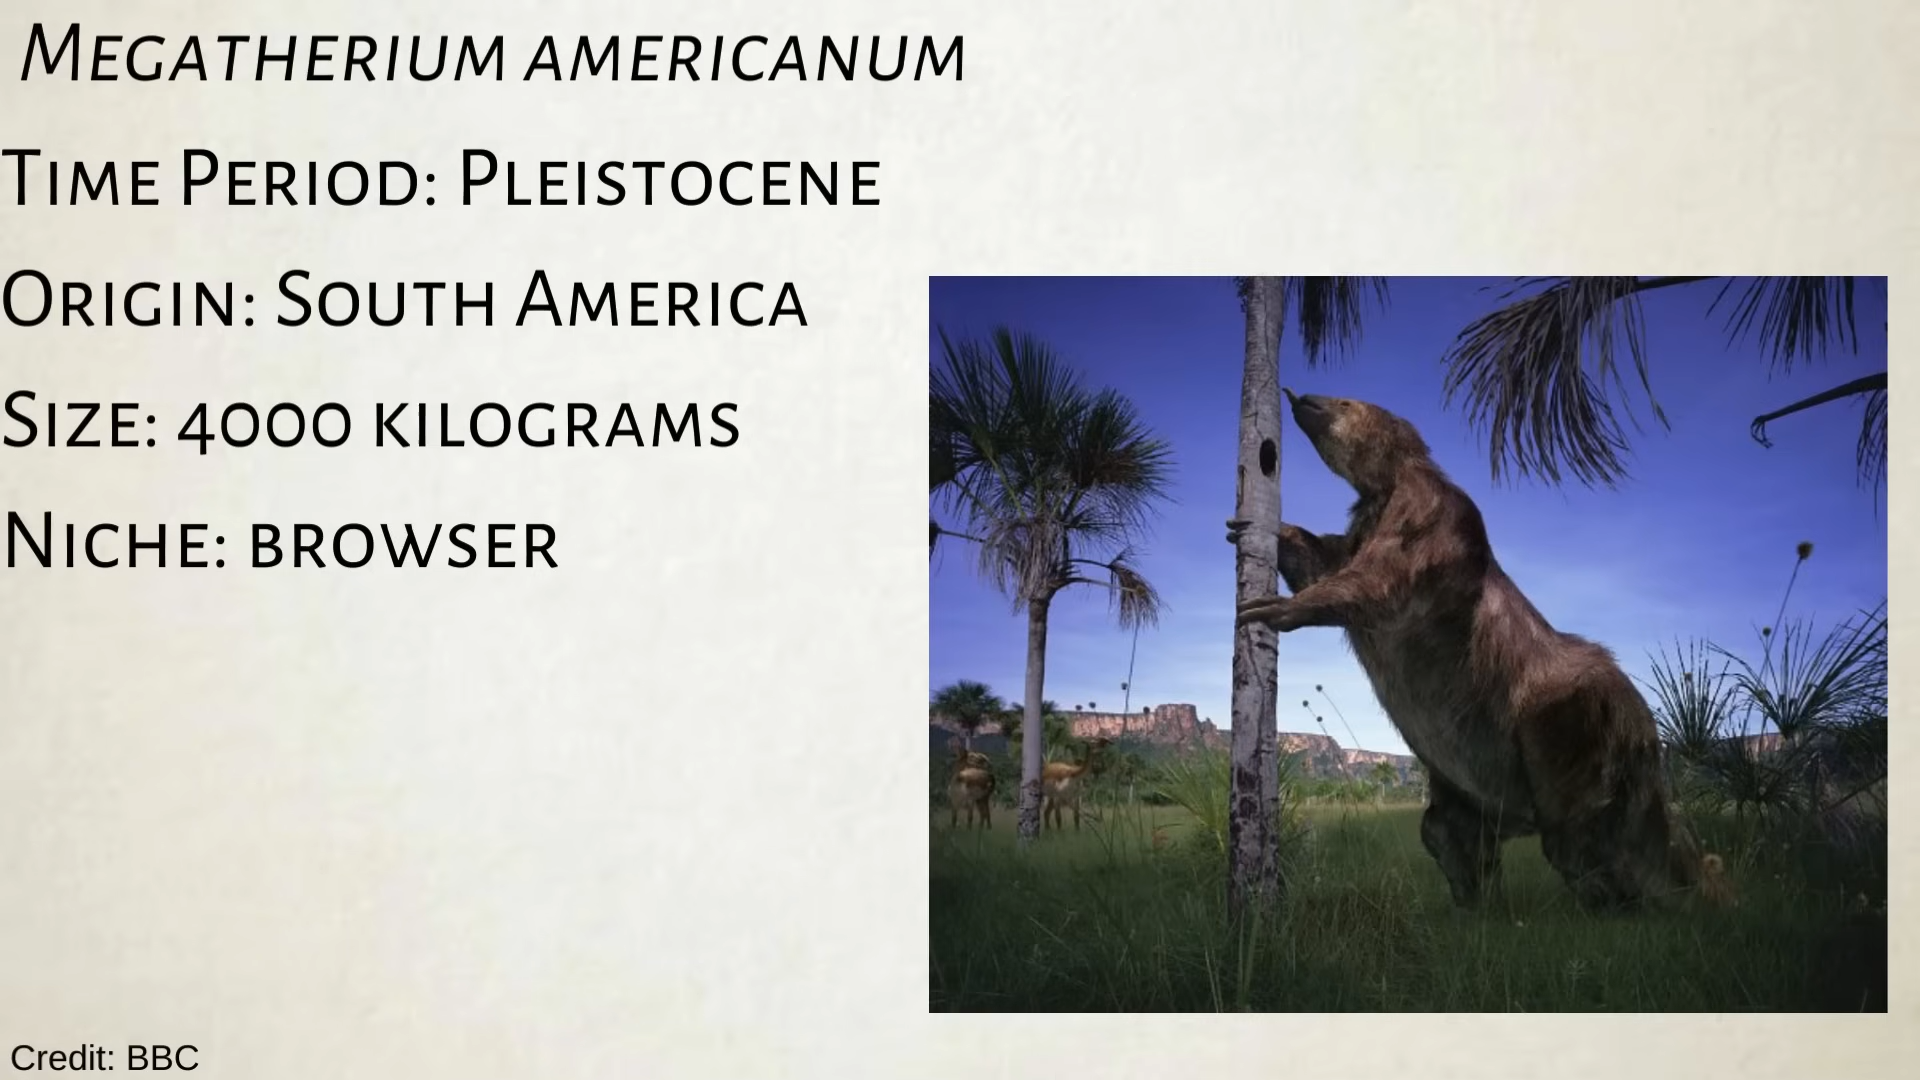 Megatherium americanum
Time Period: Pleistocene
Origin: South America
Size: 4000 kilograms
Niche: browser
Credit: BBC